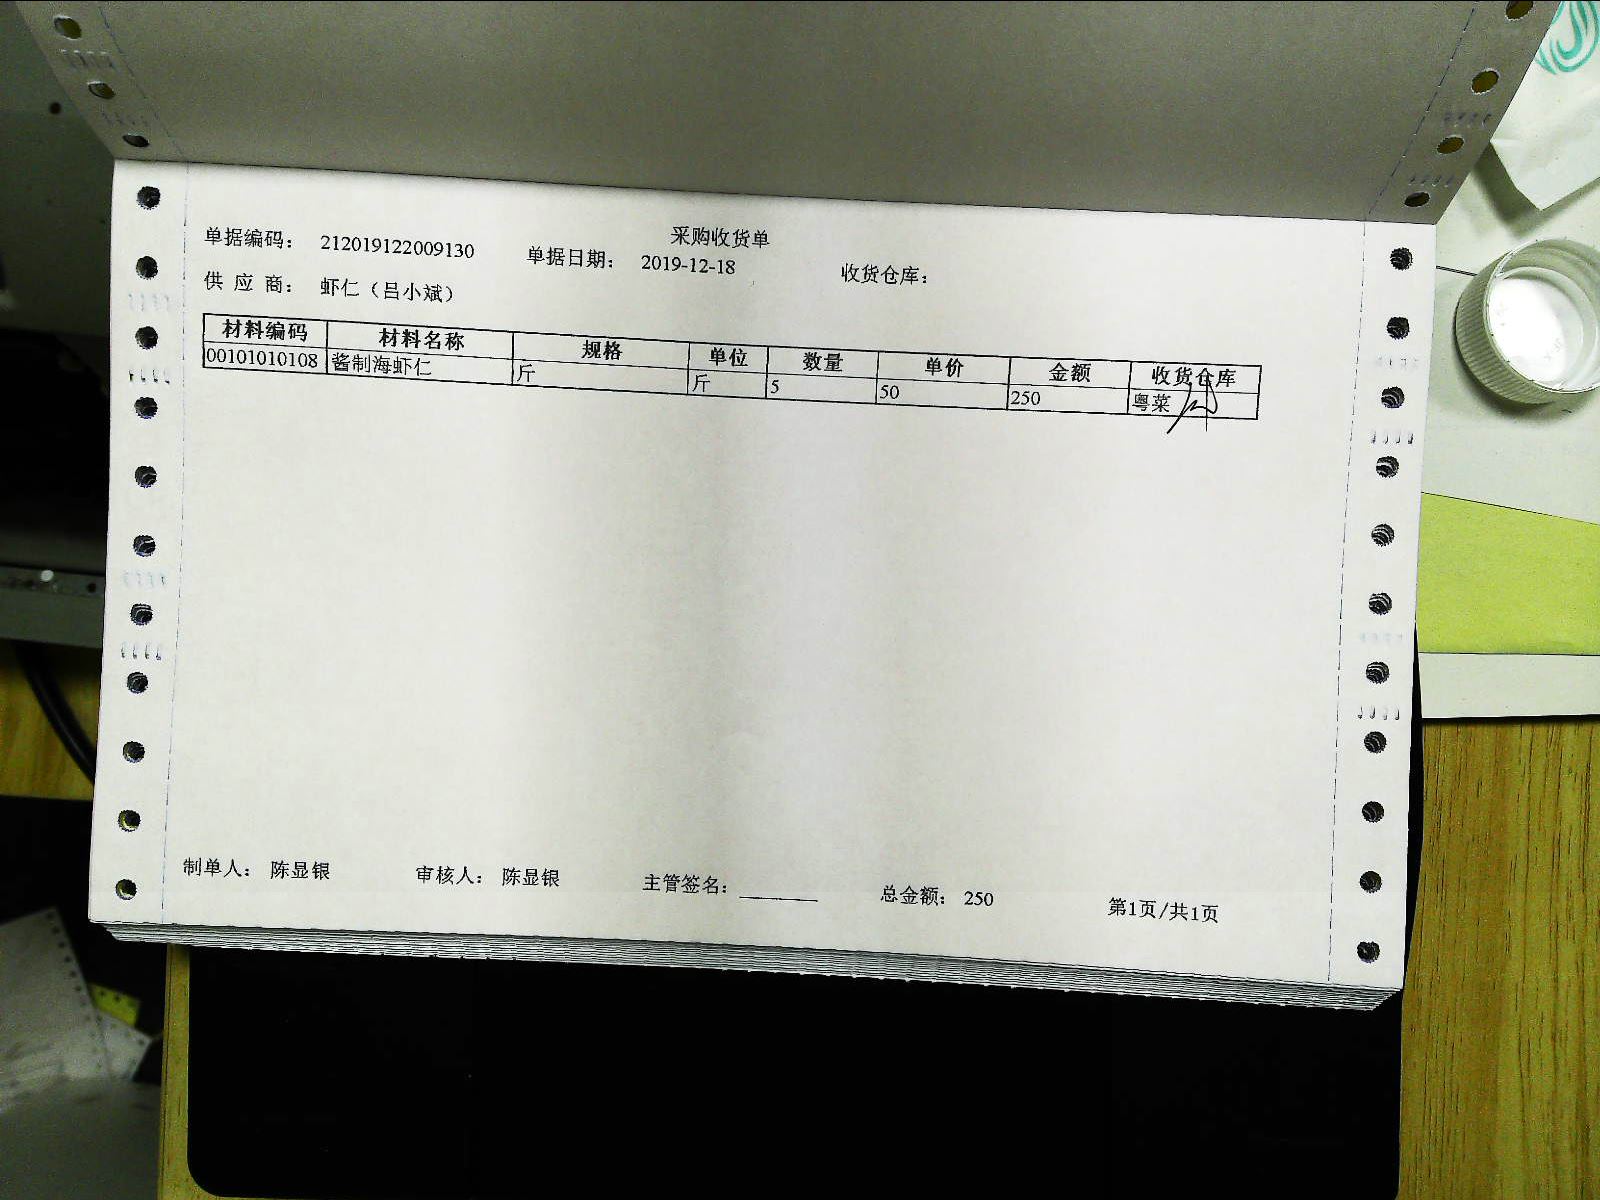 采购收货单
单据编码： 212019122009130 单据日期： 2019-12-18 收货仓库：
供 应 商： 虾仁（吕小斌）
材料编码 材料名称 规格 单位 数量 单价 金额 收货仓库
00101010108 酱制海虾仁 斤 斤 5 50 250 粤菜
制单人： 陈显银 审核人： 陈显银 主管签名： ________ 总金额： 250 第1页/共1页